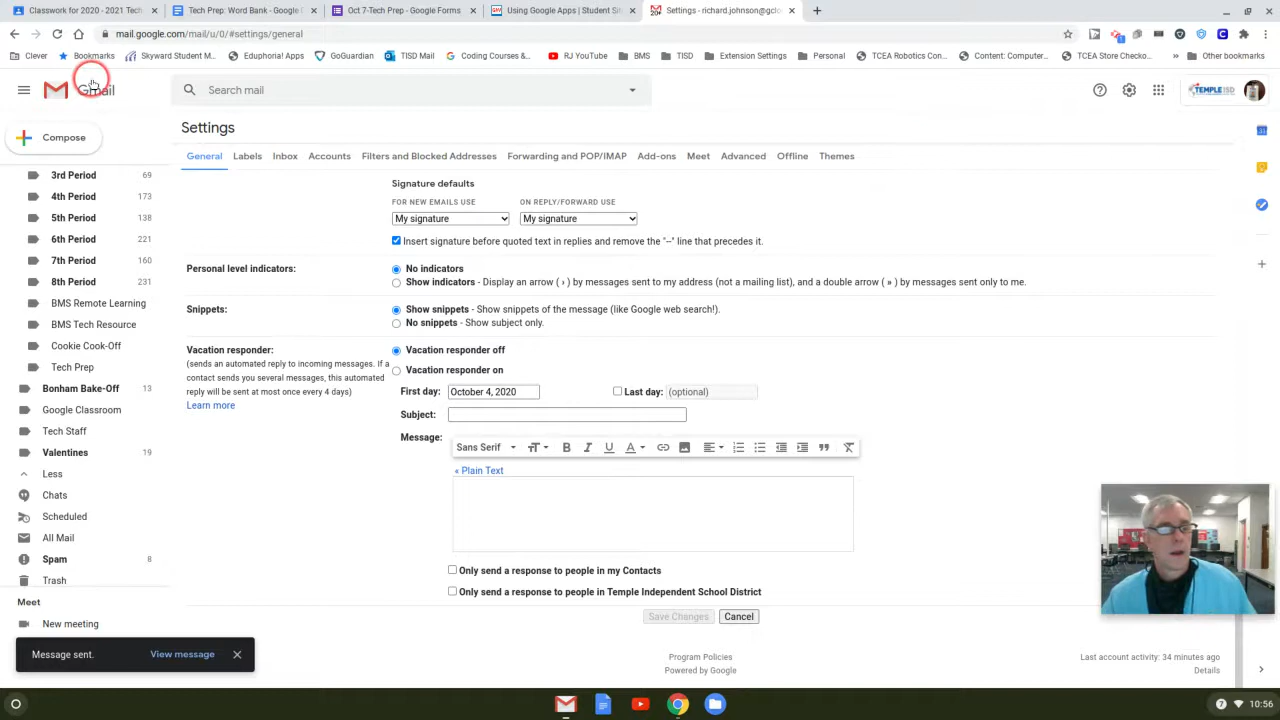 Classwork for 2020 - 2021 Tech
Tech Prep: Word Bank - Google
Oct 7-Tech Prep - Google Forms
Using Google Apps | Student Si
Settings - richard.johnson@gclo
mail.google.com/mail/u/0/#settings/general
Clever
Bookmarks
Skyward Student M...
Eduphoria! Apps
GoGuardian
TISD Mail
Coding Courses &...
RJ YouTube
BMS
TISD
Extension Settings
Personal
TCEA Robotics Con...
Content: Computer...
TCEA Store Checko...
»
Other bookmarks
Gmail
Search mail
TEMPLE ISD
Compose
Settings
General Labels Inbox Accounts Filters and Blocked Addresses Forwarding and POP/IMAP Add-ons Meet Advanced Offline Themes
3rd Period 69
4th Period 173
5th Period 138
6th Period 221
7th Period 160
8th Period 231
BMS Remote Learning
BMS Tech Resource
Cookie Cook-Off
Tech Prep
Bonham Bake-Off 13
Google Classroom
Tech Staff
Valentines 19
Less
Chats
Scheduled
All Mail
Spam 8
Trash
Meet
New meeting
Message sent. View message
Signature defaults
FOR NEW EMAILS USE ON REPLY/FORWARD USE
My signature My signature
Insert signature before quoted text in replies and remove the "--" line that precedes it.
Personal level indicators: No indicators
Show indicators - Display an arrow ( › ) by messages sent to my address (not a mailing list), and a double arrow ( » ) by messages sent only to me.
Snippets: Show snippets - Show snippets of the message (like Google web search!).
No snippets - Show subject only.
Vacation responder: Vacation responder off
(sends an automated reply to incoming messages. If a
contact sends you several messages, this automated
reply will be sent at most once every 4 days)
Learn more
Vacation responder on
First day: October 4, 2020 Last day: (optional)
Subject:
Message:
Sans Serif
« Plain Text
Only send a response to people in my Contacts
Only send a response to people in Temple Independent School District
Save Changes Cancel
Program Policies
Powered by Google
Last account activity: 34 minutes ago
Details
10:56